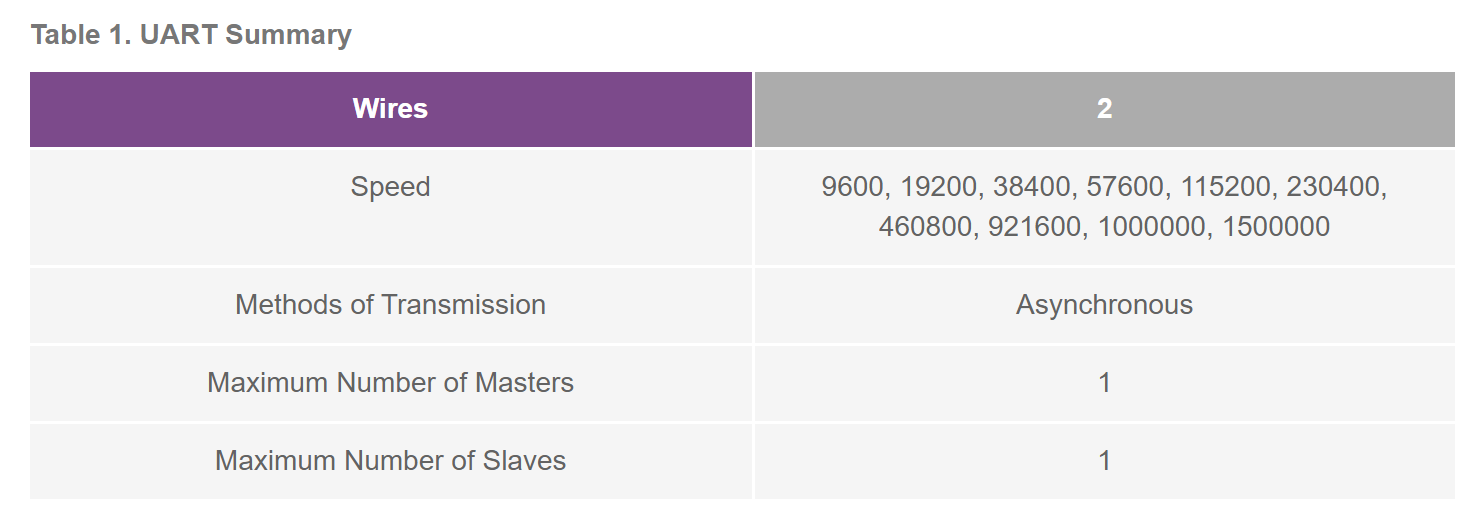 Table 1. UART Summary
Wires 2
Speed 9600, 19200, 38400, 57600, 115200, 230400,
460800, 921600, 1000000, 1500000
Methods of Transmission Asynchronous
Maximum Number of Masters 1
Maximum Number of Slaves 1